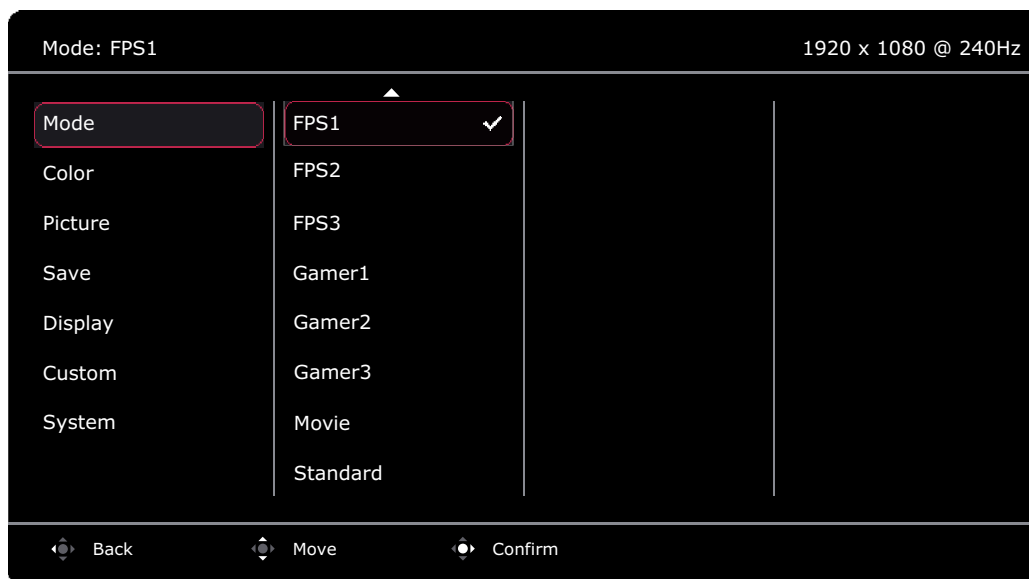 Mode: FPS1
1920 x 1080 @ 240Hz
Mode
Color
Picture
Save
Display
Custom
System
FPS1
FPS2
FPS3
Gamer1
Gamer2
Gamer3
Movie
Standard
Back
Move
Confirm